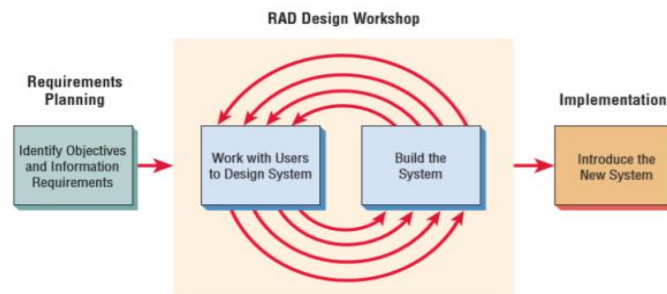 RAD Design Workshop
Requirements
Planning
Identify Objectives
and Information
Requirements
Work with Users
to Design System
Build the
System
Implementation
Introduce the
New System